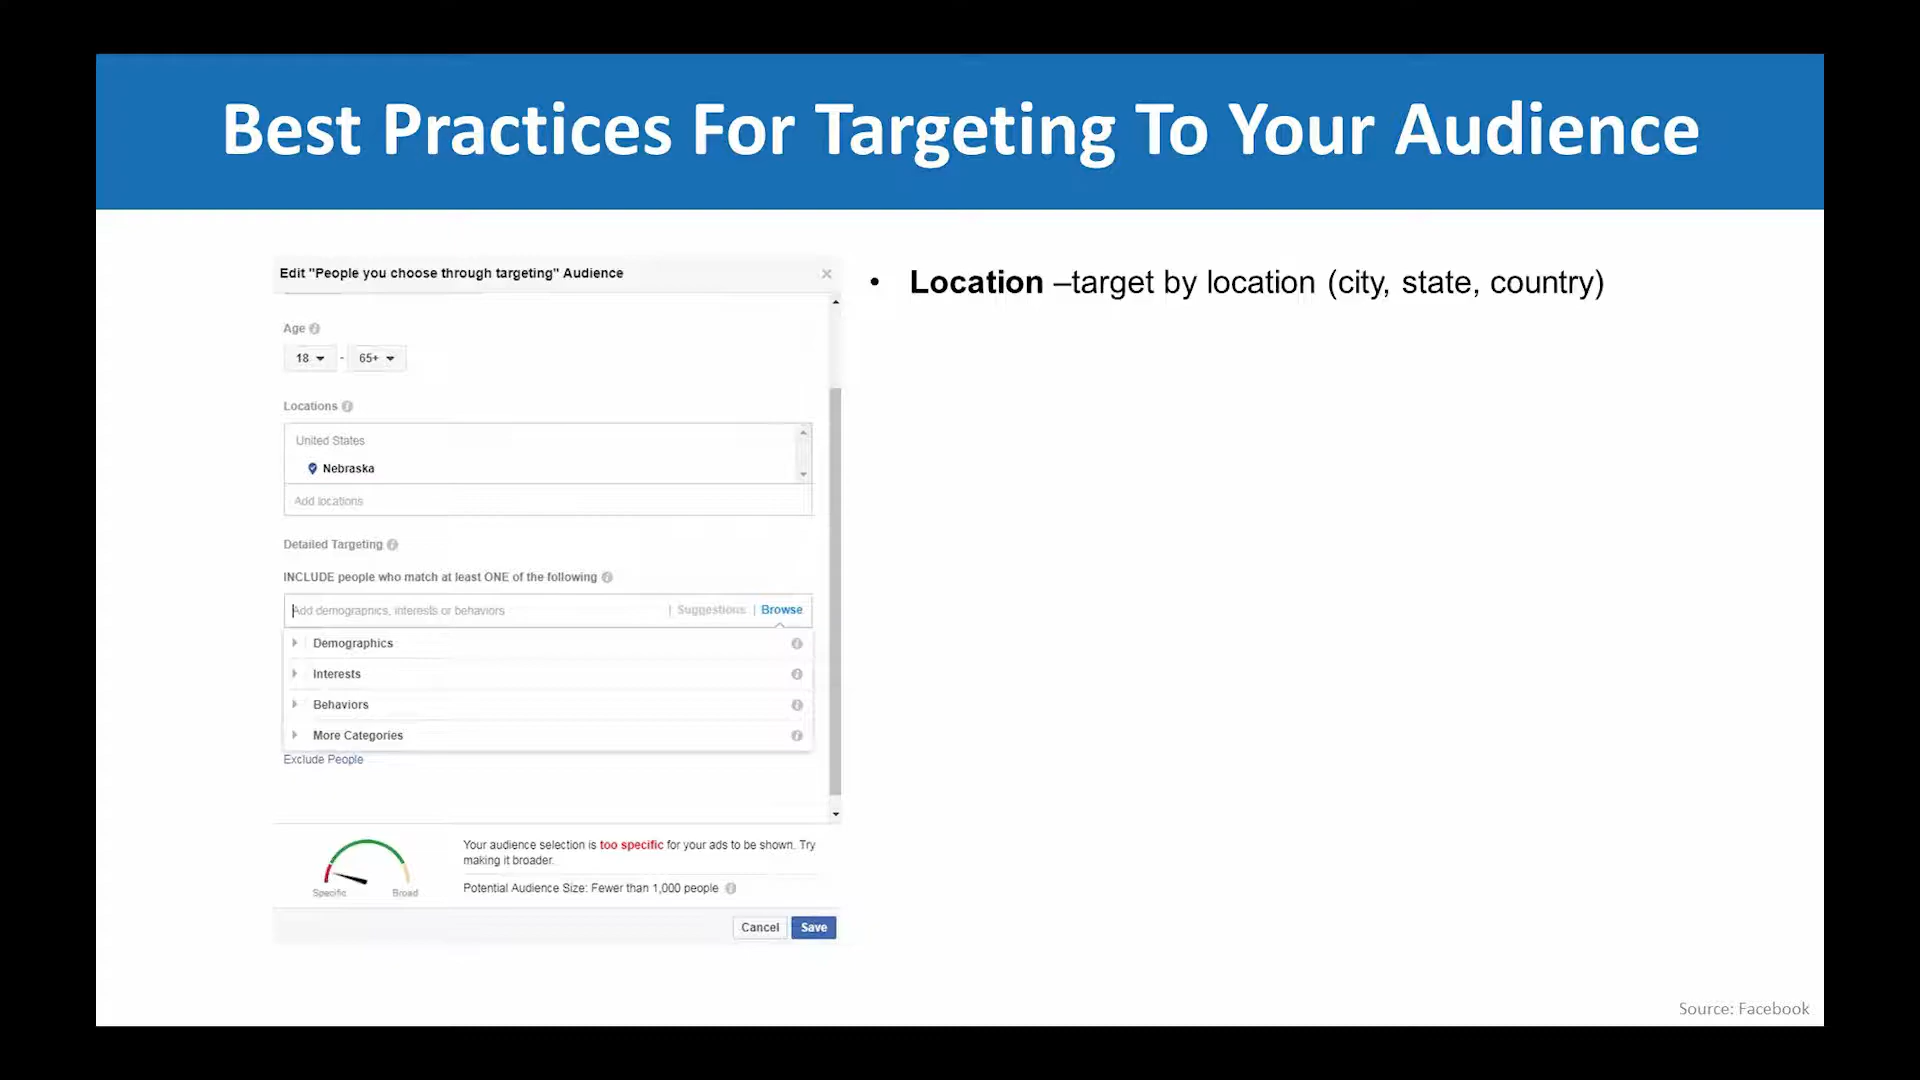 Best Practices For Targeting To Your Audience
Edit "People you choose through targeting" Audience
• Location –target by location (city, state, country)
Age
18 - 65+
Locations
United States
Nebraska
Add locations
Detailed Targeting
INCLUDE people who match at least ONE of the following
Add demographics, interests or behaviors | Suggestions | Browse
Demographics
Interests
Behaviors
More Categories
Exclude People
Your audience selection is too specific for your ads to be shown. Try
making it broader.
Potential Audience Size: Fewer than 1,000 people
Specific Broad
Cancel Save
Source: Facebook